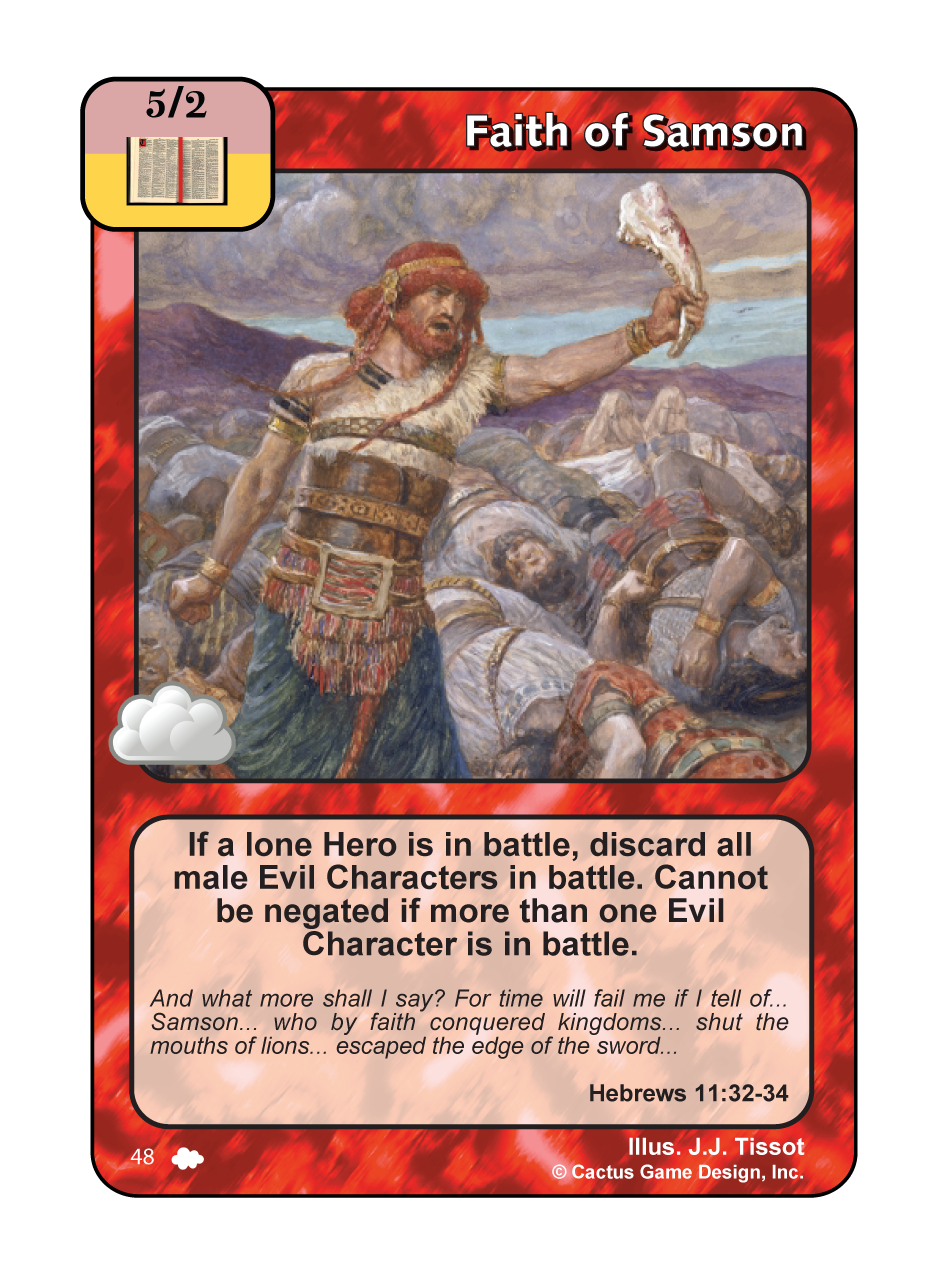 5/2
Faith of Samson
If a lone Hero is in battle, discard all
male Evil Characters in battle. Cannot
be negated if more than one Evil
Character is in battle.
And what more shall I say? For time will fail me if I tell of...
Samson... who by faith conquered kingdoms... shut the
mouths of lions... escaped the edge of the sword...
Hebrews 11:32-34
48
Illus. J.J. Tissot
© Cactus Game Design, Inc.